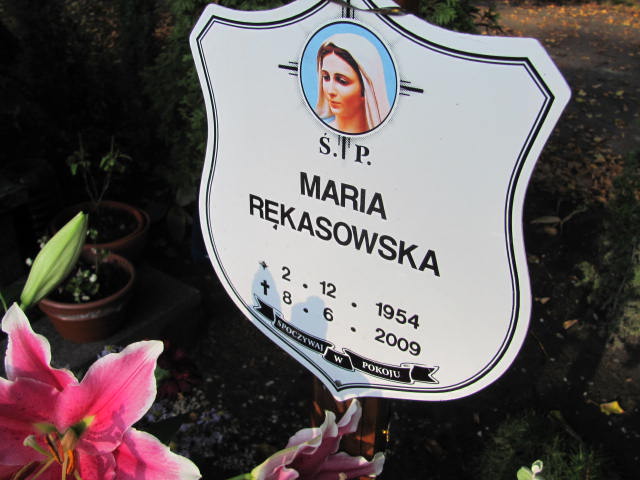 Ś. P.
MARIA
RĘKASOWSKA
* 2 • 12 • 1954
✝ 8 • 6 • 2009
SPOCZYWAJ W POKOJU